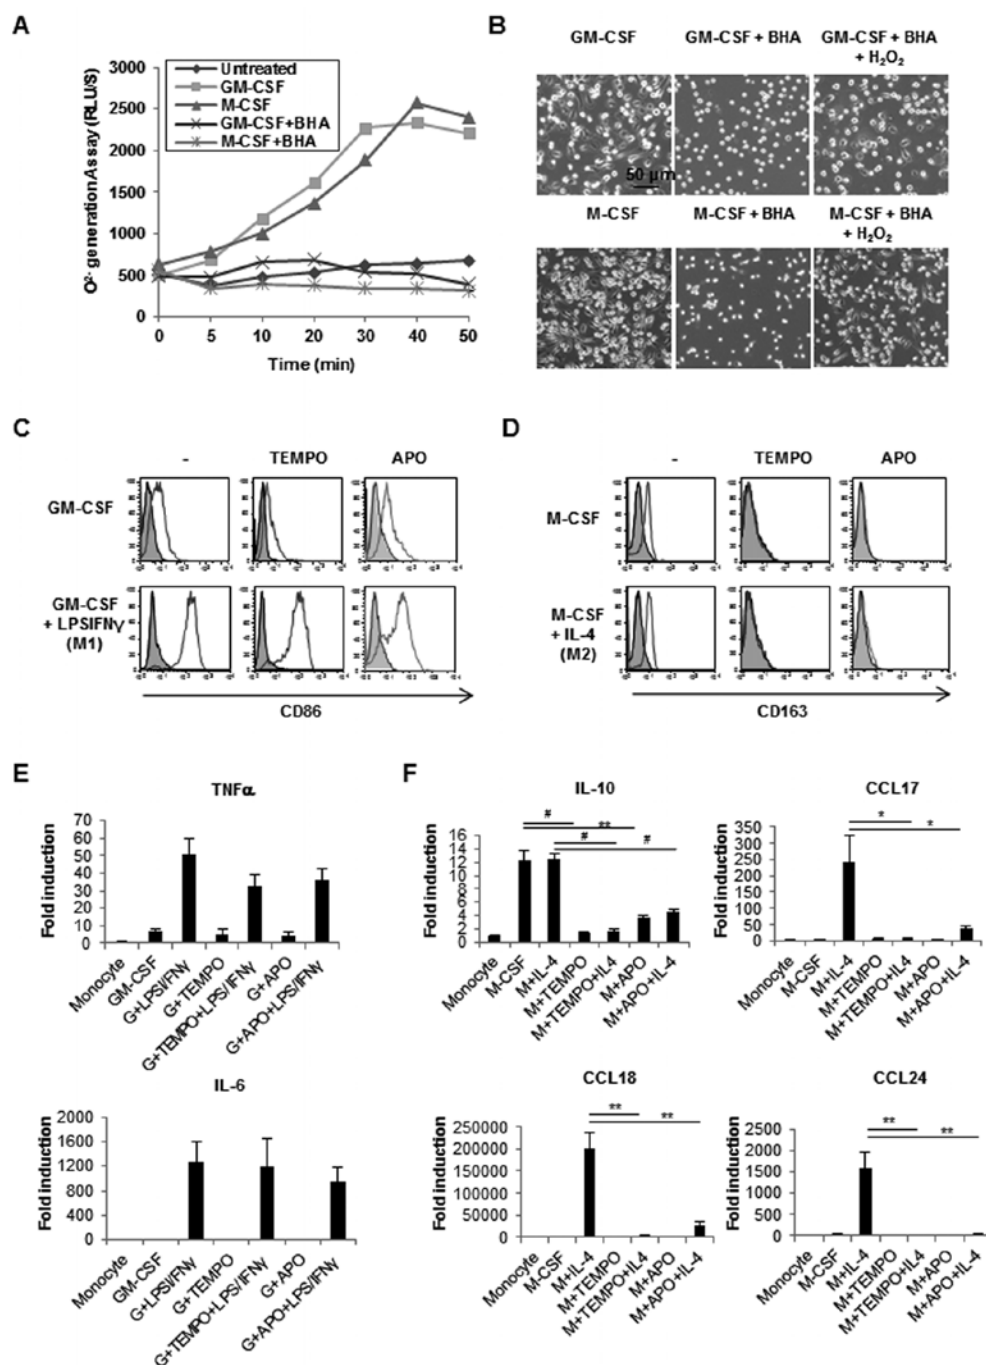 A
O²⁻ generation Assay (RLU/S)
3000
2500
2000
1500
1000
500
0
Untreated
GM-CSF
M-CSF
GM-CSF+BHA
M-CSF+BHA
0 5 10 20 30 40 50
Time (min)
B
GM-CSF
GM-CSF + BHA
GM-CSF + BHA
+ H₂O₂
50 μm
M-CSF
M-CSF + BHA
M-CSF + BHA
+ H₂O₂
C
- TEMPO APO
GM-CSF
GM-CSF
+ LPSIFNγ
(M1)
CD86
D
- TEMPO APO
M-CSF
M-CSF
+ IL-4
(M2)
CD163
E
TNFα
Fold induction
70
60
50
40
30
20
10
0
Monocyte
GM-CSF
G+LPSI/IFNγ
G+TEMPO
G+TEMPO+LPS/IFNγ
G+APO
G+APO+LPS/IFNγ
IL-6
Fold induction
2000
1600
1200
800
400
0
Monocyte
GM-CSF
G+LPSI/IFNγ
G+TEMPO
G+TEMPO+LPS/IFNγ
G+APO
G+APO+LPS/IFNγ
F
IL-10
Fold induction
16
14
12
10
8
6
4
2
0
#
**
#
#
Monocyte
M-CSF
M+IL-4
M+TEMPO
M+TEMPO+IL4
M+APO
M+APO+IL-4
CCL17
Fold induction
350
300
250
200
150
100
50
0
*
*
Monocyte
M-CSF
M+IL-4
M+TEMPO
M+TEMPO+IL4
M+APO
M+APO+IL-4
CCL18
Fold induction
250000
200000
150000
100000
50000
0
**
**
Monocyte
M-CSF
M+IL-4
M+TEMPO
M+TEMPO+IL4
M+APO
M+APO+IL-4
CCL24
Fold induction
2500
2000
1500
1000
500
0
**
**
Monocyte
M-CSF
M+IL-4
M+TEMPO
M+TEMPO+IL4
M+APO
M+APO+IL-4